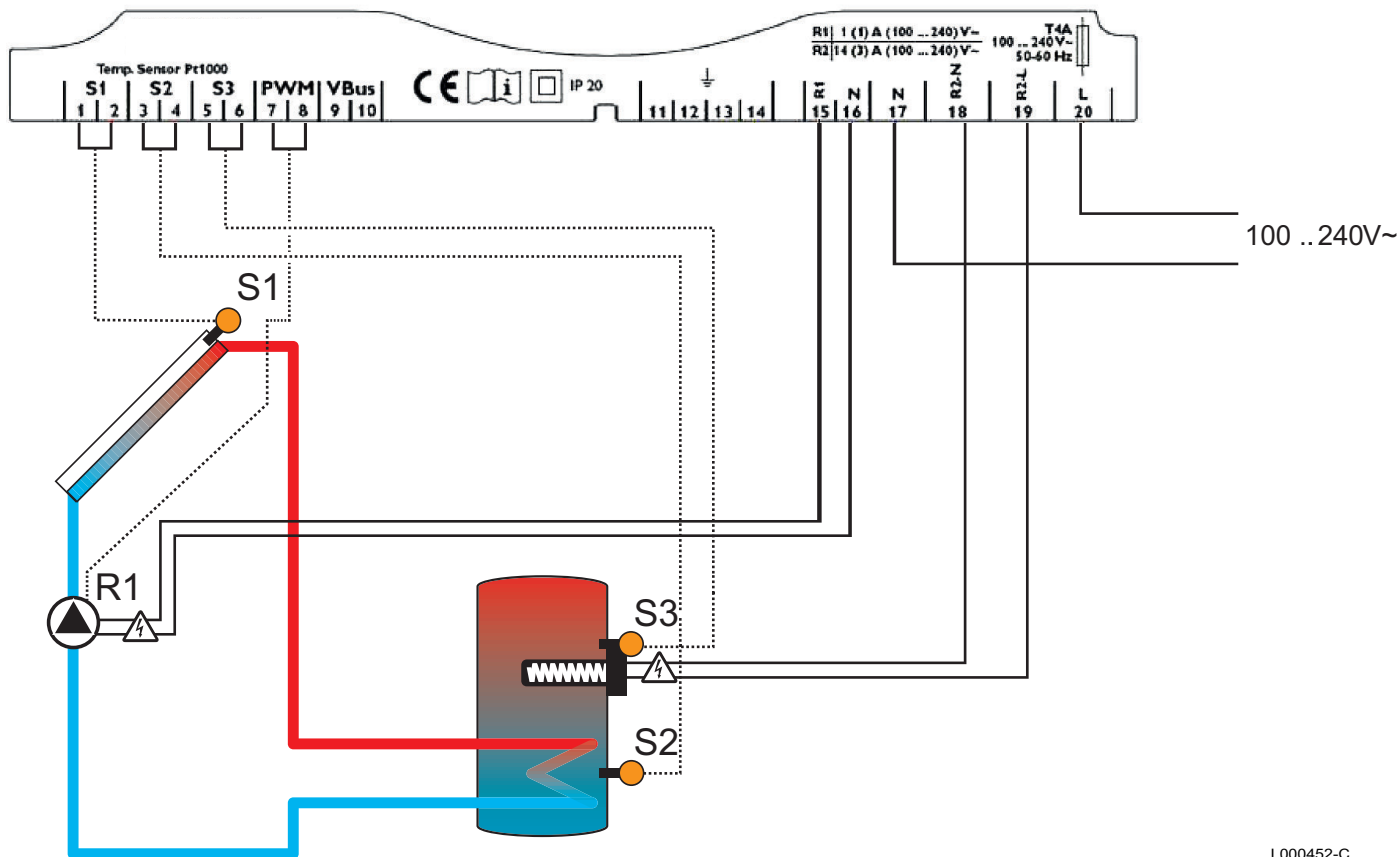 R1 1 (1) A (100 ... 240) V~
R2 14 (3) A (100 ... 240) V~
T4A
100 ... 240 V~
50-60 Hz
Temp. Sensor Pt1000
S1 S2 S3 PWM VBus
CE i IP 20
R1 N N R2-N R2-L L
1 2 3 4 5 6 7 8 9 10 11 12 13 14 15 16 17 18 19 20
100 .. 240V~
S1
R1
S3
S2
L000452-C